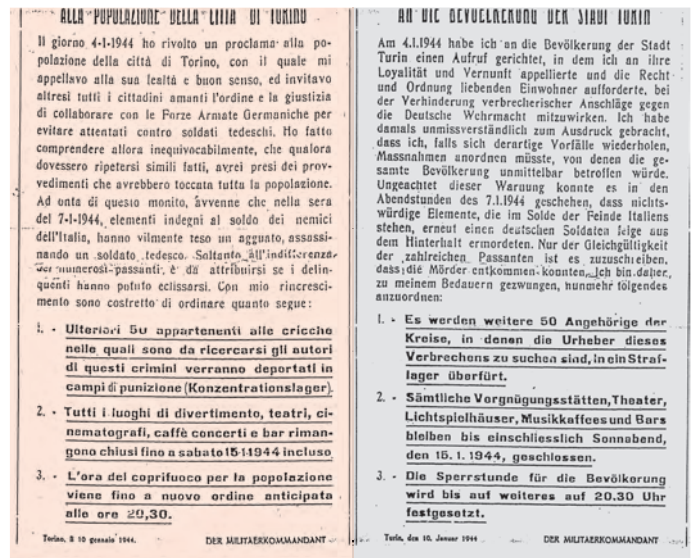 ALLA POPOLAZIONE DELLA CITTÀ DI TORINO
Il giorno 4-1-1944 ho rivolto un proclama alla po-
polazione della città di Torino, con il quale mi
appellavo alla sua lealtà e buon senso, ed invitavo
altresì tutti i cittadini amanti l'ordine e la giustizia
di collaborare con le Forze Armate Germaniche per
evitare attentati contro soldati tedeschi. Ho fatto
comprendere allora inequivocabilmente, che qualora
dovessero ripetersi simili fatti, avrei presi dei prov-
vedimenti che avrebbero toccata tutta la popolazione.
Ad onta di questo monito, avvenne che nella sera
del 7-1-1944, elementi indegni al soldo dei nemici
dell'Italia, hanno vilmente teso un agguato, assassi-
nando un soldato tedesco. Soltanto all'indifferenza
dei numerosi passanti, è da attribuirsi se i delin-
quenti hanno potuto eclissarsi. Con mio rincresci-
mento sono costretto di ordinare quanto segue:
1. - Ulteriori 50 appartenenti alle cricche
nelle quali sono da ricercarsi gli autori
di questi crimini verranno deportati in
campi di punizione (Konzentrationslager).
2. - Tutti i luoghi di divertimento, teatri, ci-
nematografi, caffè concerti e bar riman-
gono chiusi fino a sabato 15-1-1944 incluso
3. - L'ora del coprifuoco per la popolazione
viene fino a nuovo ordine anticipata
alle ore 20,30.
Torino, li 10 gennaio 1944. DER MILITAERKOMMANDANT
AN DIE BEVOELKERUNG DER STADT TURIN
Am 4.1.1944 habe ich an die Bevölkerung der Stadt
Turin einen Aufruf gerichtet, in dem ich an ihre
Loyalität und Vernunft appellierte und die Recht
und Ordnung liebenden Einwohner aufforderte, bei
der Verhinderung verbrecherischer Anschläge gegen
die Deutsche Wehrmacht mitzuwirken. Ich habe
damals unmissverständlich zum Ausdruck gebracht,
dass ich, falls sich derartige Vorfälle wiederholen,
Massnahmen anordnen müsste, von denen die ge-
samte Bevölkerung unmittelbar betroffen würde.
Ungeachtet dieser Warnung konnte es in den
Abendstunden des 7.1.1944 geschehen, dass nichts-
würdige Elemente, die im Solde der Feinde Italiens
stehen, erneut einen deutschen Soldaten feige aus
dem Hinterhalt ermordeten. Nur der Gleichgültigkeit
der zahlreichen Passanten ist es zuzuschreiben,
dass die Mörder entkommen konnten. Ich bin daher,
zu meinem Bedauern gezwungen, nunmehr folgendes
anzuordnen:
1. - Es werden weitere 50 Angehörige der
Kreise, in denen die Urheber dieses
Verbrechens zu suchen sind, in ein Straf-
lager überfürt.
2. - Sämtliche Vorgnügungsstätten, Theater,
Lichtspielhäuser, Musikkaffees und Bars
bleiben bis einschliesslich Sonnabend,
den 15. 1. 1944, geschlossen.
3. - Die Sperrstunde für die Bevölkerung
wird bis auf weiteres auf 20.30 Uhr
festgesetzt.
Turin, den 10. Januar 1944 DER MILITAERKOMMANDANT